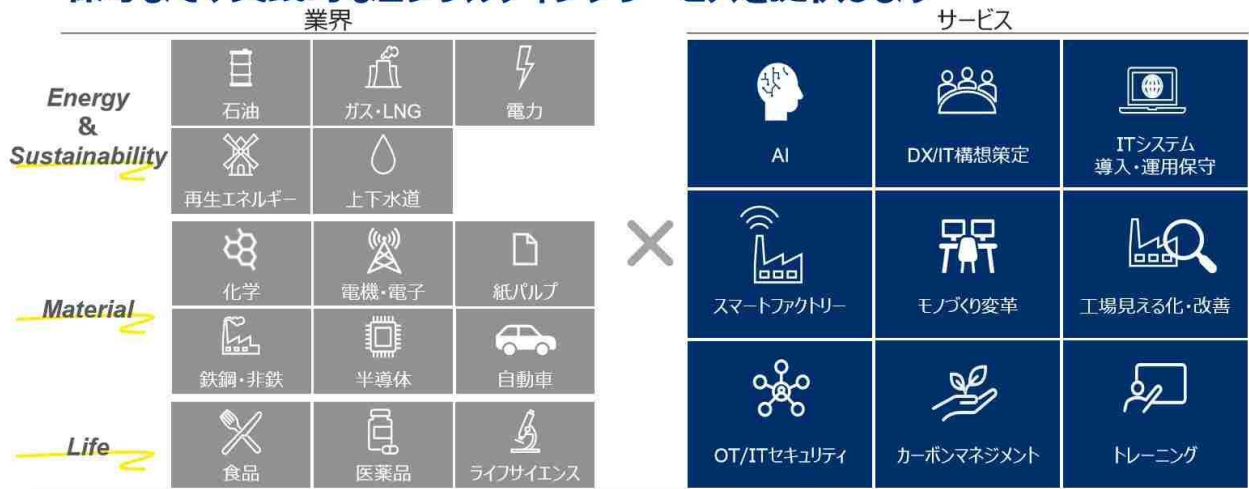 業界
サービス
Energy
&
Sustainability
石油
ガス・LNG
電力
再生エネルギー
上下水道
Material
化学
電機・電子
紙パルプ
鉄鋼・非鉄
半導体
自動車
Life
食品
医薬品
ライフサイエンス
AI
DX/IT構想策定
ITシステム
導入・運用保守
スマートファクトリー
モノづくり変革
工場見える化・改善
OT/ITセキュリティ
カーボンマネジメント
トレーニング